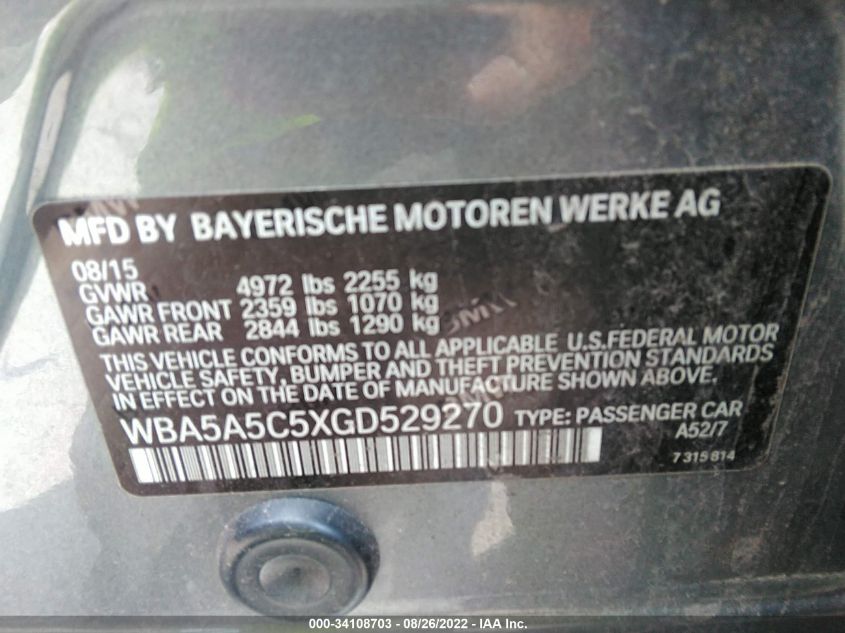 MFD BY BAYERISCHE MOTOREN WERKE AG
08/15
GVWR 4972 lbs 2255 kg
GAWR FRONT 2359 lbs 1070 kg
GAWR REAR 2844 lbs 1290 kg
THIS VEHICLE CONFORMS TO ALL APPLICABLE U.S.FEDERAL MOTOR
VEHICLE SAFETY, BUMPER AND THEFT PREVENTION STANDARDS
IN EFFECT ON THE DATE OF MANUFACTURE SHOWN ABOVE.
WBA5A5C5XGD529270 TYPE: PASSENGER CAR
A52/7
7 315 814
000-34108703 - 08/26/2022 - IAA Inc.